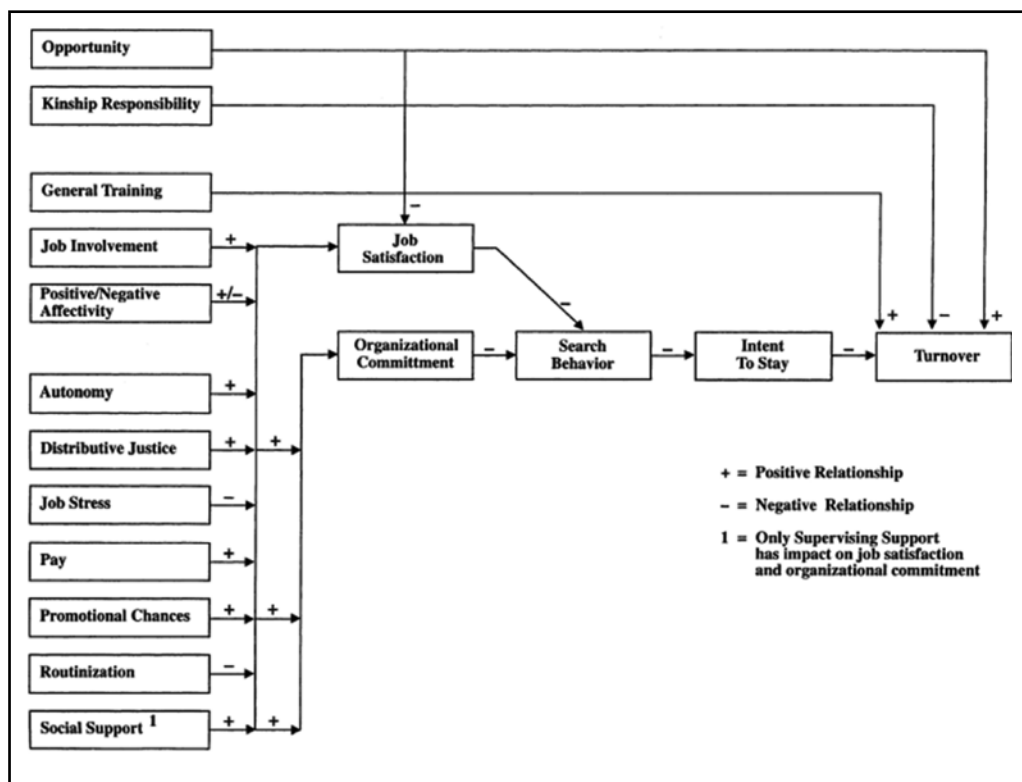 Opportunity
Kinship Responsibility
General Training
Job Involvement
+
Positive/Negative
Affectivity
+/–
Autonomy
+
Distributive Justice
+
+
Job Stress
–
Pay
+
Promotional Chances
+
+
Routinization
–
Social Support 1
+
+
–
Job
Satisfaction
–
Organizational
Committment
–
Search
Behavior
–
Intent
To Stay
–
+
–
+
Turnover
+ = Positive Relationship
– = Negative Relationship
1 = Only Supervising Support
has impact on job satisfaction
and organizational commitment